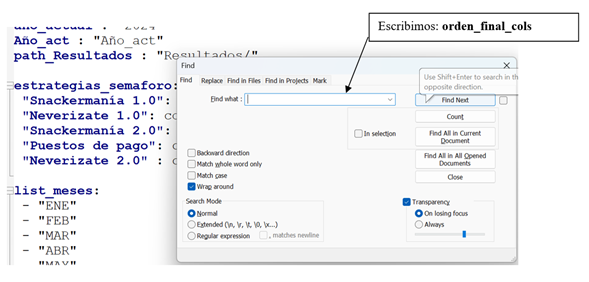 Escribimos: orden_final_cols
año_actual : "2024"
Año_act : "Año_act"
path_Resultados : "Resultados/"
estrategias_semaforo:
"Snackermanía 1.0":
"Neverizate 1.0": co
"Snackermanía 2.0":
"Puestos de pago": c
"Neverizate 2.0" : c
list_meses:
- "ENE"
- "FEB"
- "MAR"
- "ABR"
- "MAY"
Find
Find Replace Find in Files Find in Projects Mark
Use Shift+Enter to search in th
opposite direction.
Find what :
Find Next
Count
In selection
Find All in Current
Document
Find All in All Opened
Documents
Close
Backward direction
Match whole word only
Match case
Wrap around
Search Mode
Normal
Extended (\n, \r, \t, \0, \x...)
Regular expression
. matches newline
Transparency
On losing focus
Always